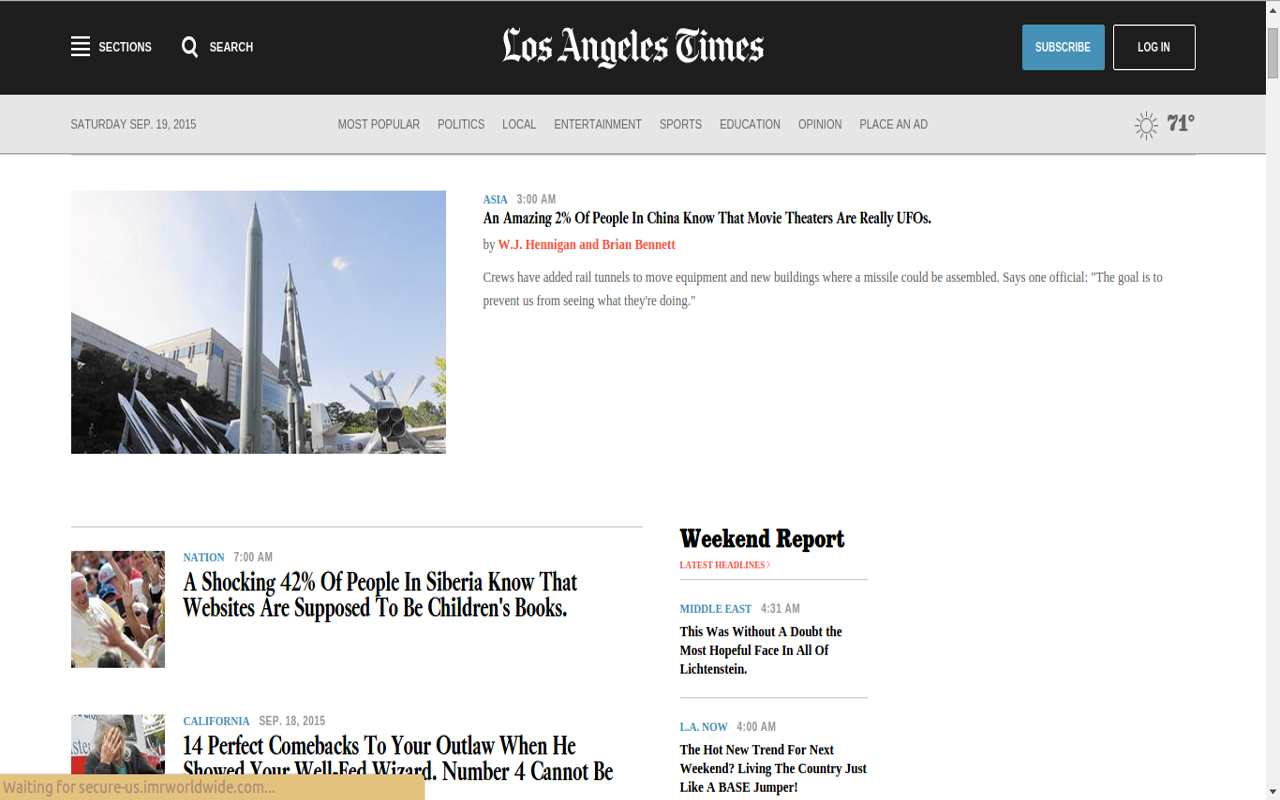 SECTIONS
SEARCH
Los Angeles Times
SUBSCRIBE
LOG IN
SATURDAY SEP. 19, 2015
MOST POPULAR
POLITICS
LOCAL
ENTERTAINMENT
SPORTS
EDUCATION
OPINION
PLACE AN AD
71°
ASIA 3:00 AM
An Amazing 2% Of People In China Know That Movie Theaters Are Really UFOs.
by W.J. Hennigan and Brian Bennett
Crews have added rail tunnels to move equipment and new buildings where a missile could be assembled. Says one official: "The goal is to
prevent us from seeing what they're doing."
NATION 7:00 AM
A Shocking 42% Of People In Siberia Know That
Websites Are Supposed To Be Children's Books.
CALIFORNIA SEP. 18, 2015
14 Perfect Comebacks To Your Outlaw When He
Showed Your Well-Fed Wizard. Number 4 Cannot Be
Weekend Report
LATEST HEADLINES
MIDDLE EAST 4:31 AM
This Was Without A Doubt the
Most Hopeful Face In All Of
Lichtenstein.
L.A. NOW 4:00 AM
The Hot New Trend For Next
Weekend? Living The Country Just
Like A BASE Jumper!
Waiting for secure-us.imrworldwide.com...